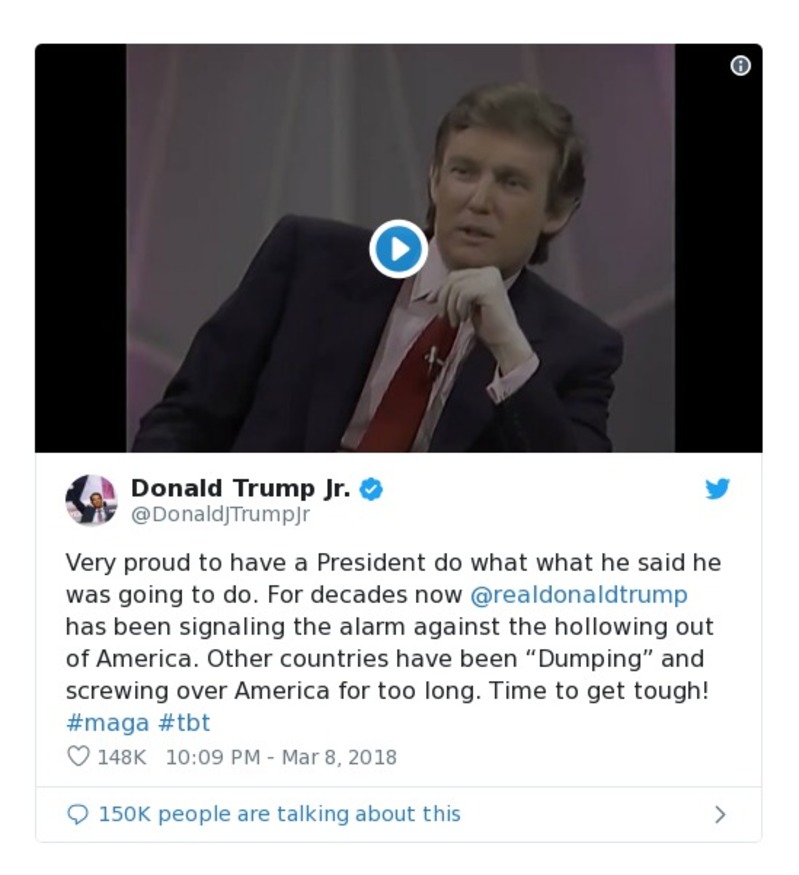 Donald Trump Jr.
@DonaldJTrumpJr
Very proud to have a President do what what he said he
was going to do. For decades now @realdonaldtrump
has been signaling the alarm against the hollowing out
of America. Other countries have been “Dumping” and
screwing over America for too long. Time to get tough!
#maga #tbt
148K 10:09 PM - Mar 8, 2018
150K people are talking about this